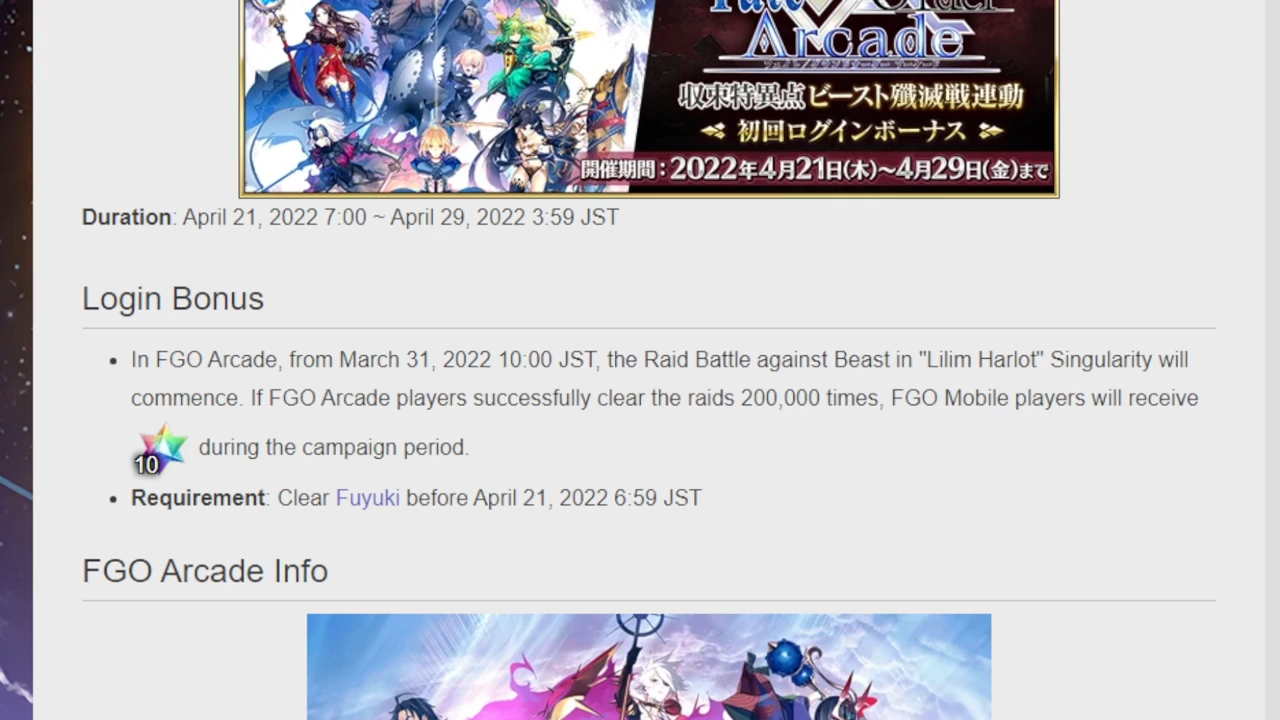 Arcade
収束特異点 ビースト殲滅戦連動
初回ログインボーナス
開催期間：2022年4月21日(木)～4月29日(金)まで
Duration: April 21, 2022 7:00 ~ April 29, 2022 3:59 JST
Login Bonus
• In FGO Arcade, from March 31, 2022 10:00 JST, the Raid Battle against Beast in "Lilim Harlot" Singularity will
commence. If FGO Arcade players successfully clear the raids 200,000 times, FGO Mobile players will receive
10 during the campaign period.
• Requirement: Clear Fuyuki before April 21, 2022 6:59 JST
FGO Arcade Info